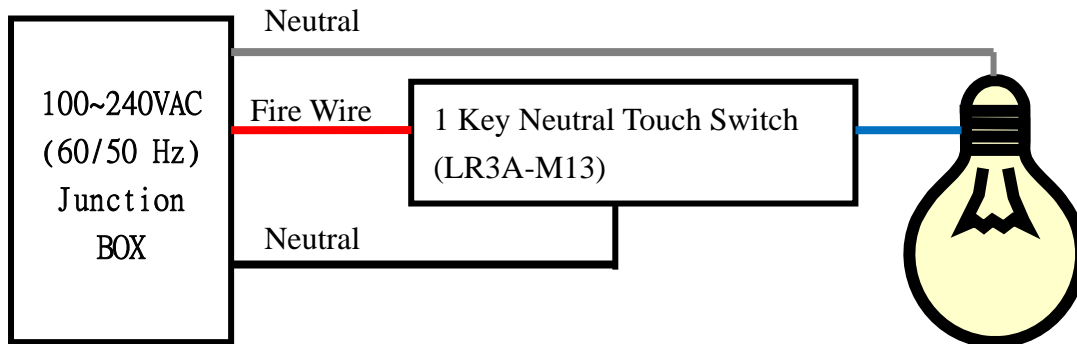 Neutral
100~240VAC
(60/50 Hz)
Junction
BOX
Fire Wire
1 Key Neutral Touch Switch
(LR3A-M13)
Neutral